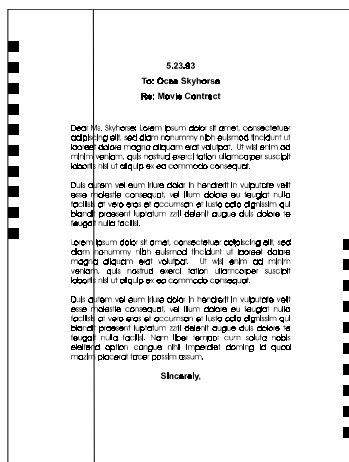 5.23.93
To: Ocea Skyhorse
Re: Movie Contract
Dear Ms. Skyhorse: Lorem ipsum dolor sit amet, consectetuer
adipiscing elit, sed diam nonummy nibh euismod tincidunt ut
laoreet dolore magna aliquam erat volutpat. Ut wisi enim ad
minim veniam, quis nostrud exerci tation ullamcorper suscipit
lobortis nisl ut aliquip ex ea commodo consequat.
Duis autem vel eum iriure dolor in hendrerit in vulputate velit
esse molestie consequat, vel illum dolore eu feugiat nulla
facilisis at vero eros et accumsan et iusto odio dignissim qui
blandit praesent luptatum zzril delenit augue duis dolore te
feugait nulla facilisi.
Lorem ipsum dolor sit amet, consectetuer adipiscing elit, sed
diam nonummy nibh euismod tincidunt ut laoreet dolore
magna aliquam erat volutpat. Ut wisi enim ad minim
veniam, quis nostrud exerci tation ullamcorper suscipit
lobortis nisl ut aliquip ex ea commodo consequat.
Duis autem vel eum iriure dolor in hendrerit in vulputate velit
esse molestie consequat, vel illum dolore eu feugiat nulla
facilisis at vero eros et accumsan et iusto odio dignissim qui
blandit praesent luptatum zzril delenit augue duis dolore te
feugait nulla facilisi. Nam liber tempor cum soluta nobis
eleifend option congue nihil imperdiet doming id quod
mazim placerat facer possim assum.
Sincerely,